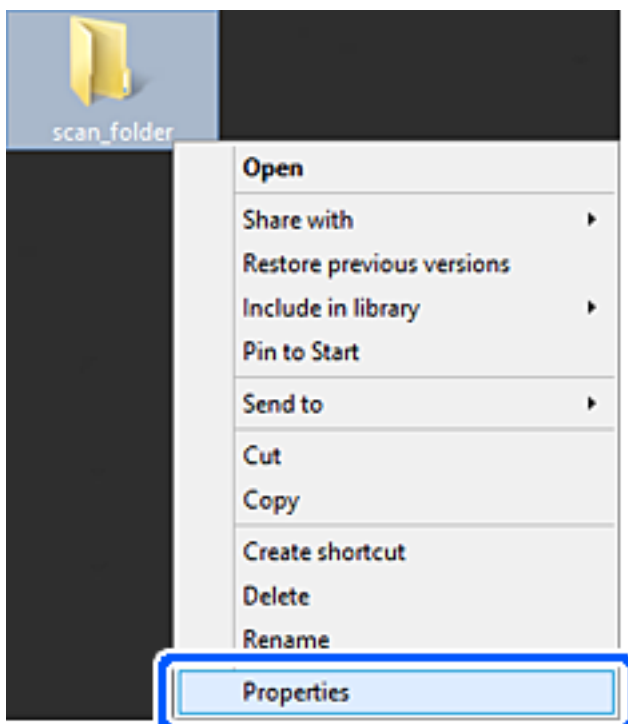 scan_folder
Open
Share with
Restore previous versions
Include in library
Pin to Start
Send to
Cut
Copy
Create shortcut
Delete
Rename
Properties